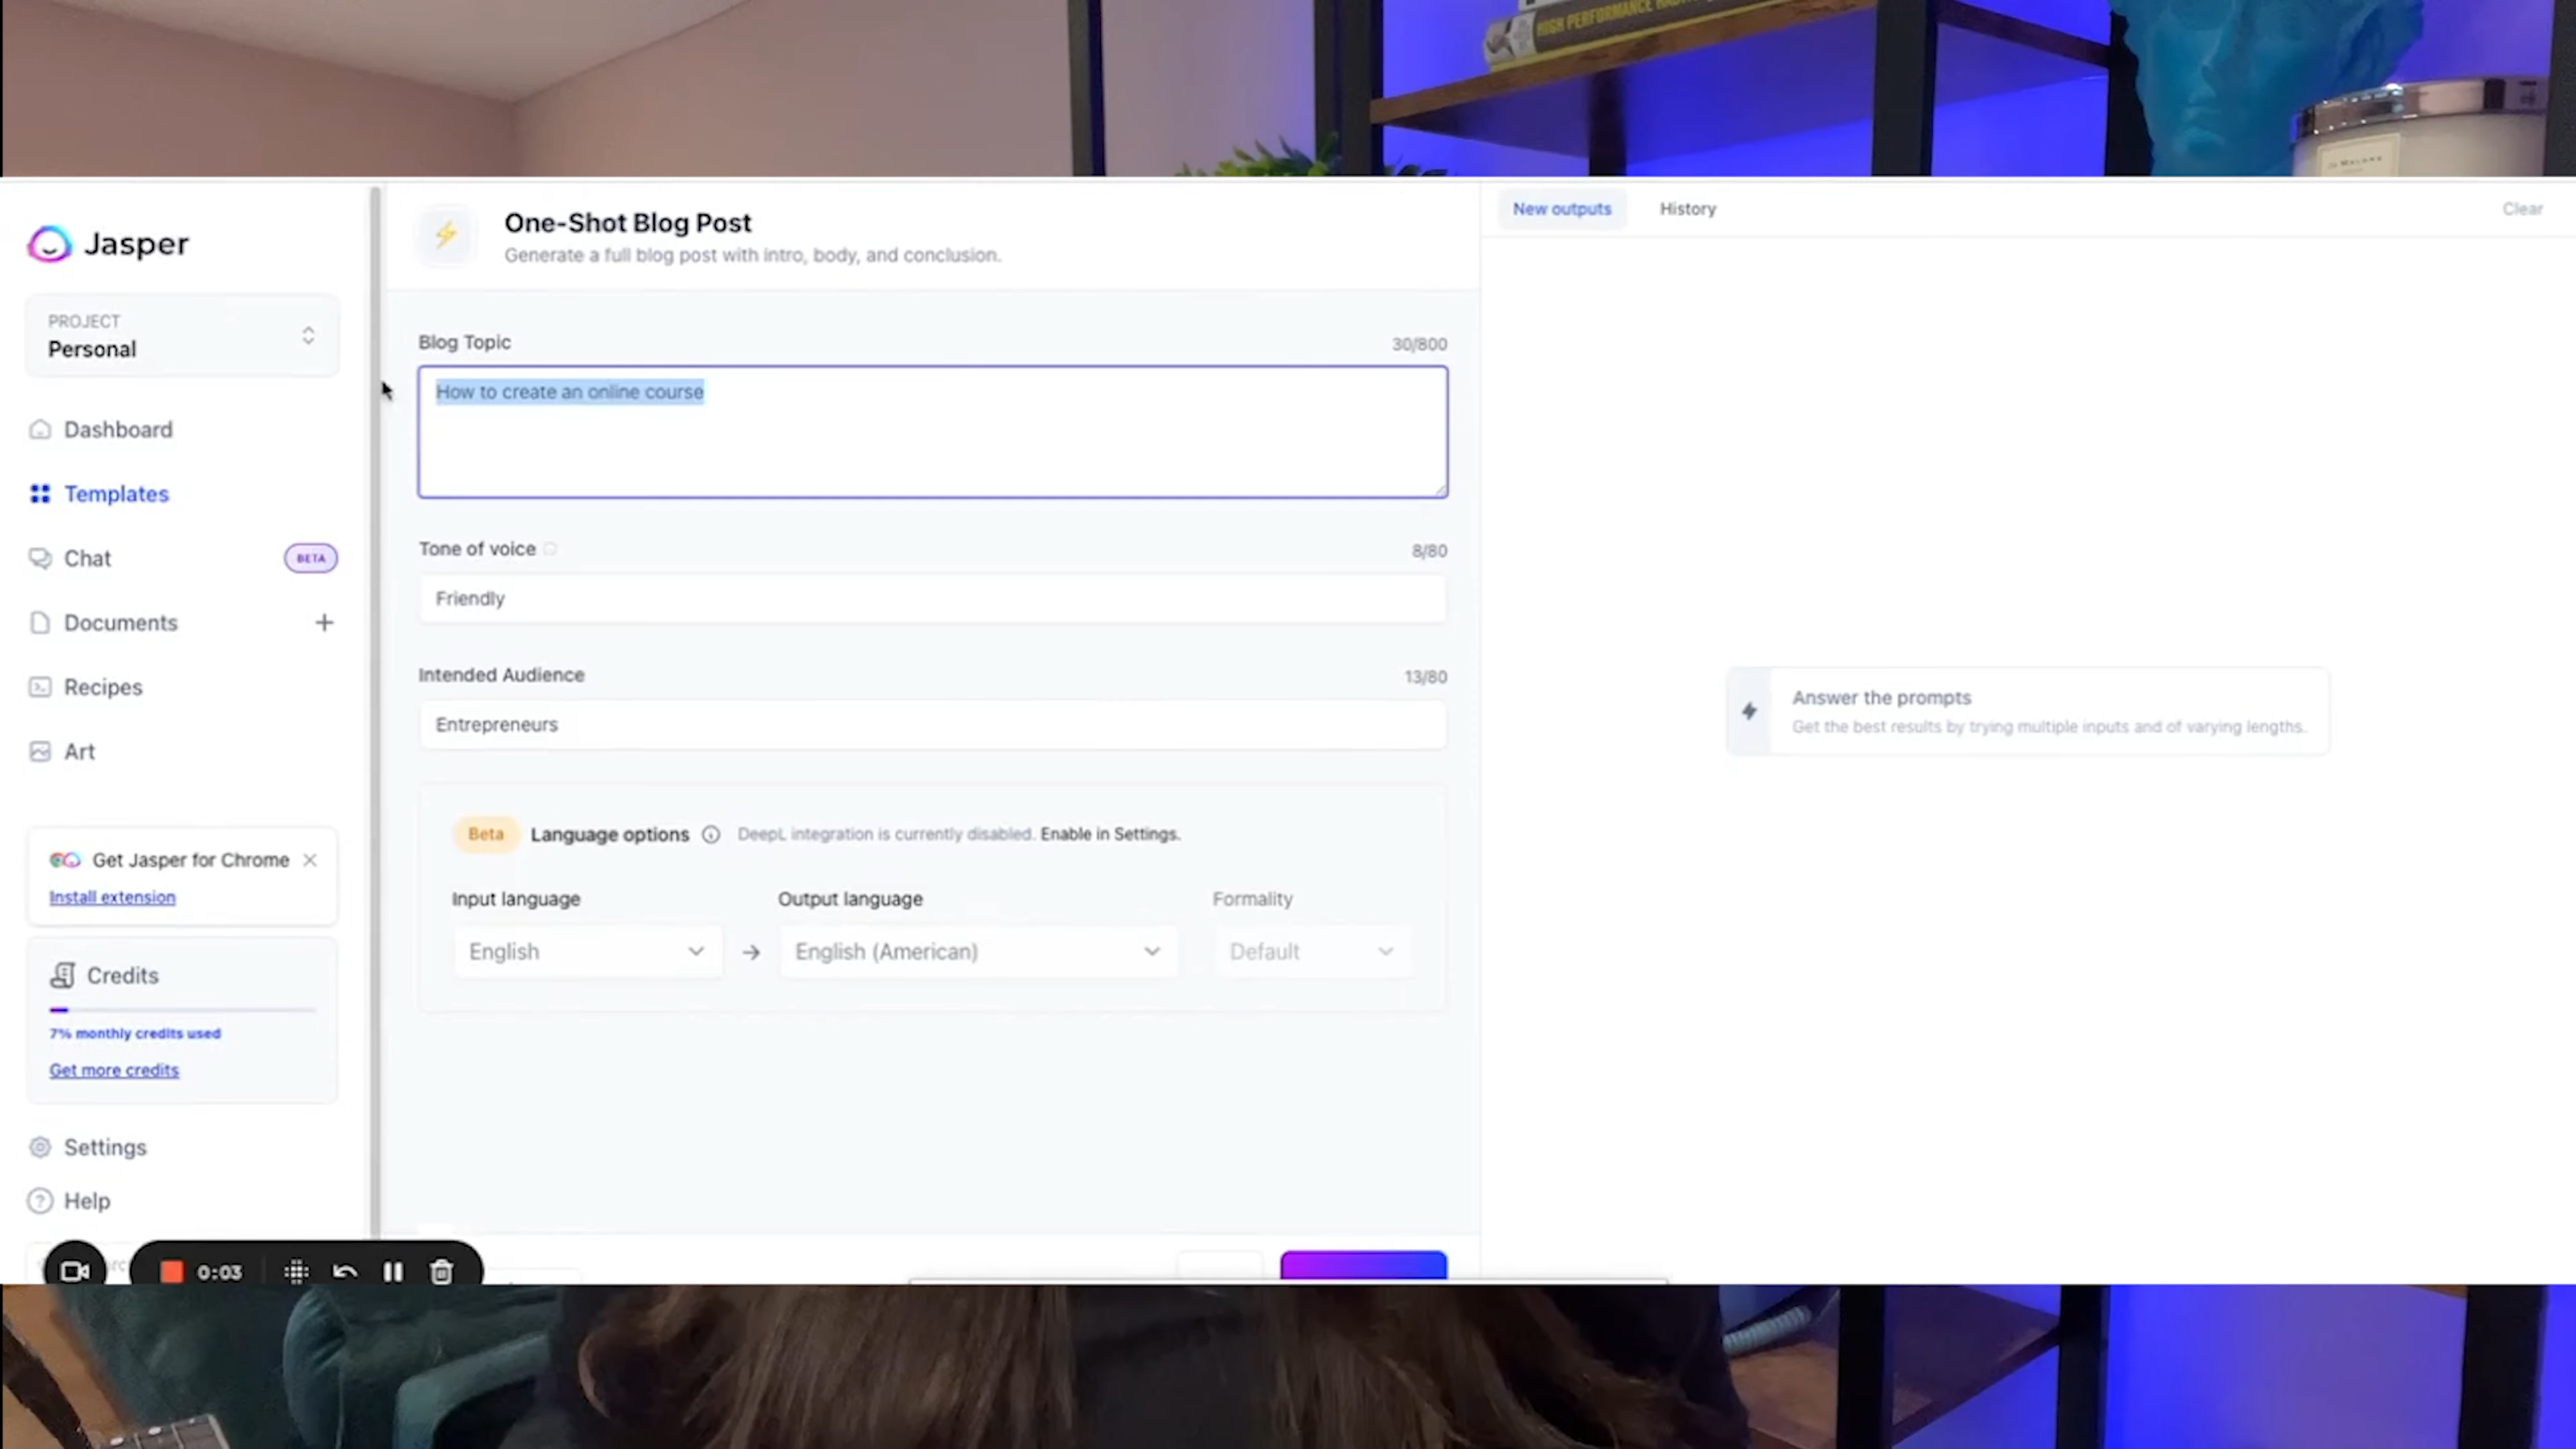 HIGH PERFORMANCE
Jo MALONE
Jasper
PROJECT
Personal
Dashboard
Templates
Chat
BETA
Documents
Recipes
Art
Get Jasper for Chrome
Install extension
Credits
7% monthly credits used
Get more credits
Settings
Help
0:03
One-Shot Blog Post
Generate a full blog post with intro, body, and conclusion.
Blog Topic
30/800
How to create an online course
Tone of voice
8/80
Friendly
Intended Audience
13/80
Entrepreneurs
Beta Language options DeepL integration is currently disabled. Enable in Settings.
Input language Output language Formality
English → English (American) Default
New outputs History Clear
Answer the prompts
Get the best results by trying multiple inputs and of varying lengths.